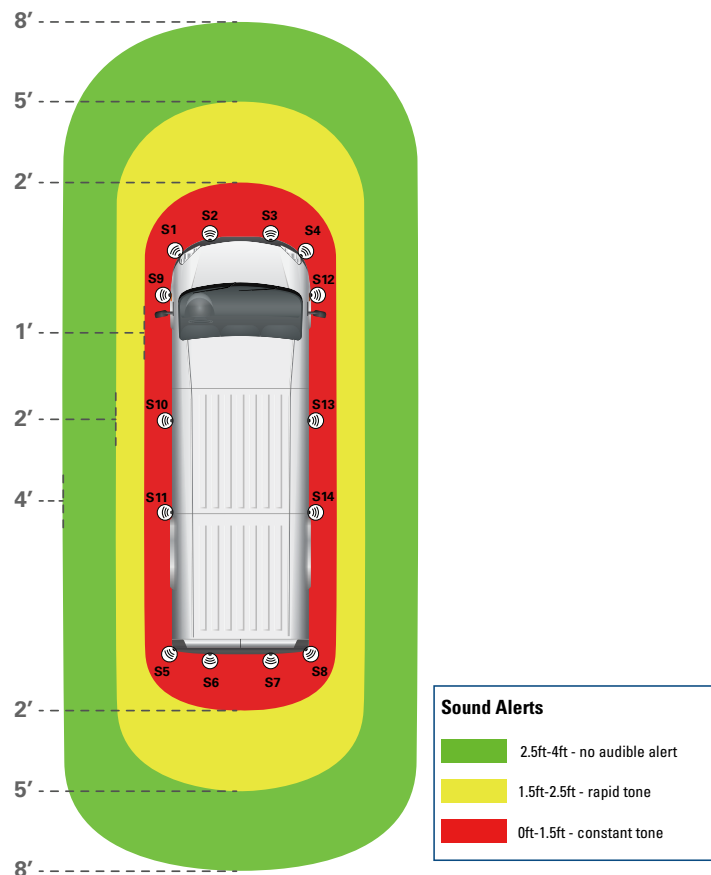 8’
5’
2’
S1 S2 S3 S4
S9 S12
1’
S10 S13
2’
4’
S11 S14
S5 S6 S7 S8
2’
5’
8’
Sound Alerts
2.5ft-4ft - no audible alert
1.5ft-2.5ft - rapid tone
0ft-1.5ft - constant tone